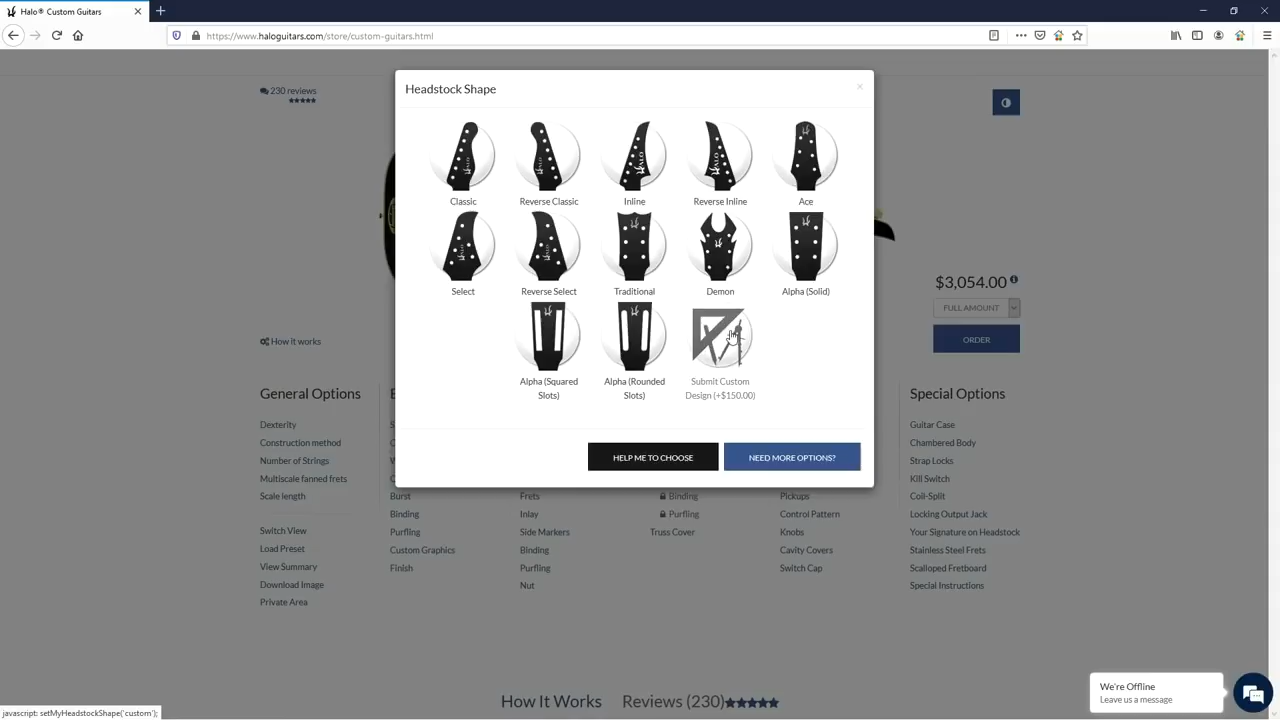 Halo® Custom Guitars
https://www.haloguitars.com/store/custom-guitars.html
230 reviews
Headstock Shape
Classic
Reverse Classic
Inline
Reverse Inline
Ace
Select
Reverse Select
Traditional
Demon
Alpha (Solid)
Alpha (Squared
Slots)
Alpha (Rounded
Slots)
Submit Custom
Design (+$150.00)
HELP ME TO CHOOSE
NEED MORE OPTIONS?
$3,054.00
FULL AMOUNT
ORDER
How it works
General Options
Dexterity
Construction method
Number of Strings
Multiscale fanned frets
Scale length
Switch View
Load Preset
View Summary
Download Image
Private Area
Burst
Binding
Purfling
Custom Graphics
Finish
Frets
Inlay
Side Markers
Binding
Purfling
Nut
Binding
Purfling
Truss Cover
Pickups
Control Pattern
Knobs
Cavity Covers
Switch Cap
Special Options
Guitar Case
Chambered Body
Strap Locks
Kill Switch
Coil-Split
Locking Output Jack
Your Signature on Headstock
Stainless Steel Frets
Scalloped Fretboard
Special Instructions
How It Works
Reviews (230)
We're Offline
Leave us a message
javascript: setMyHeadstockShape('custom');